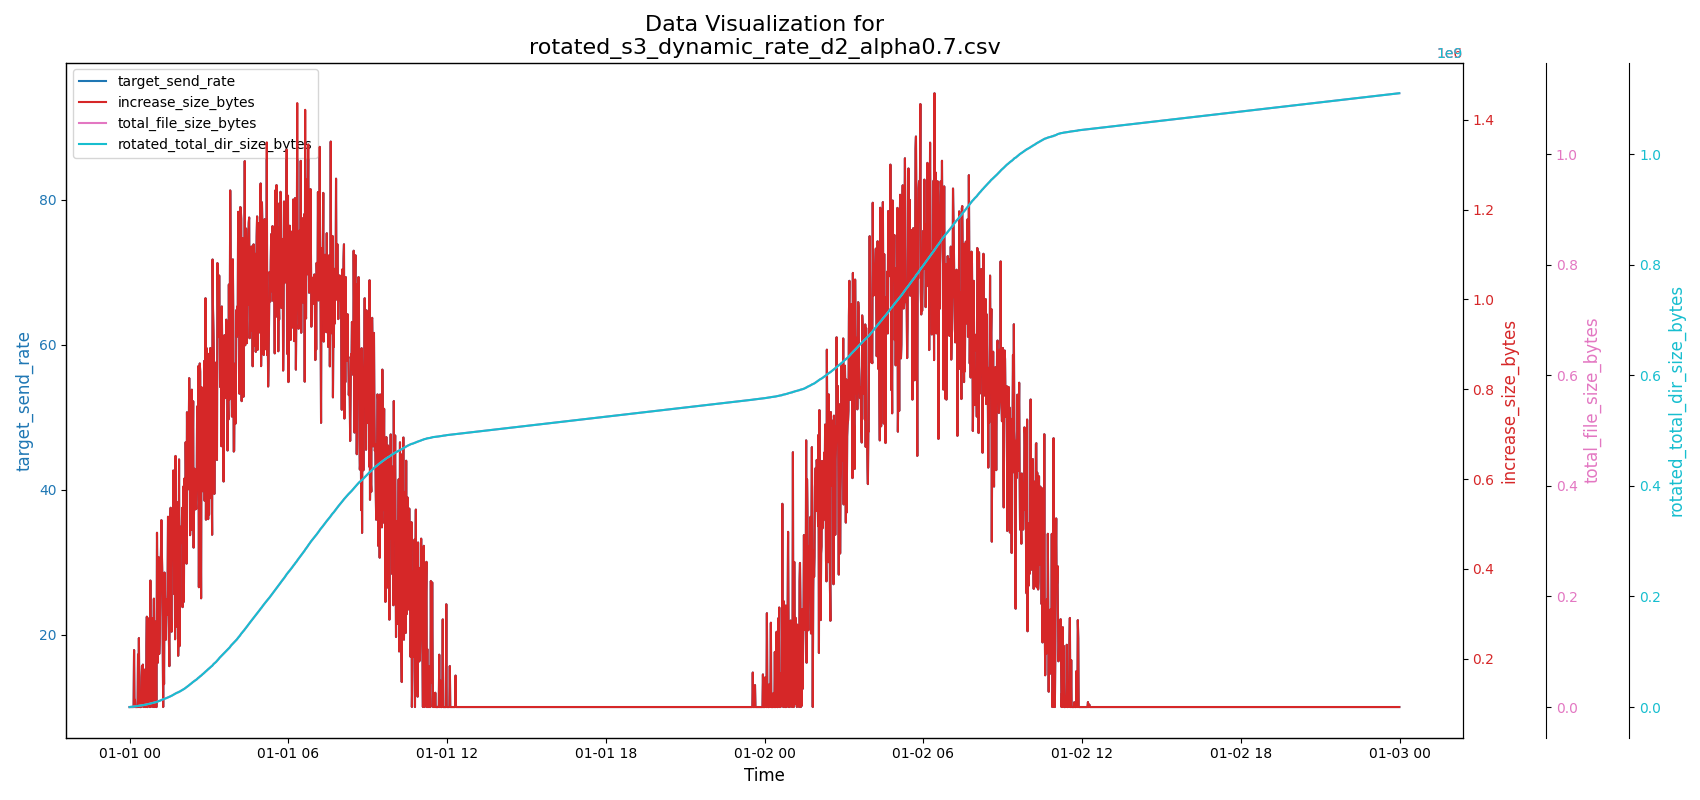 Data Visualization for
rotated_s3_dynamic_rate_d2_alpha0.7.csv
target_send_rate
increase_size_bytes
total_file_size_bytes
rotated_total_dir_size_bytes
80
60
40
20
target_send_rate
01-01 00
01-01 06
01-01 12
01-01 18
01-02 00
01-02 06
01-02 12
01-02 18
01-03 00
Time
1.4
1.2
1.0
0.8
0.6
0.4
0.2
increase_size_bytes
1.0
0.8
0.6
0.4
0.2
0.0
total_file_size_bytes
1.0
0.8
0.6
0.4
0.2
0.0
rotated_total_dir_size_bytes